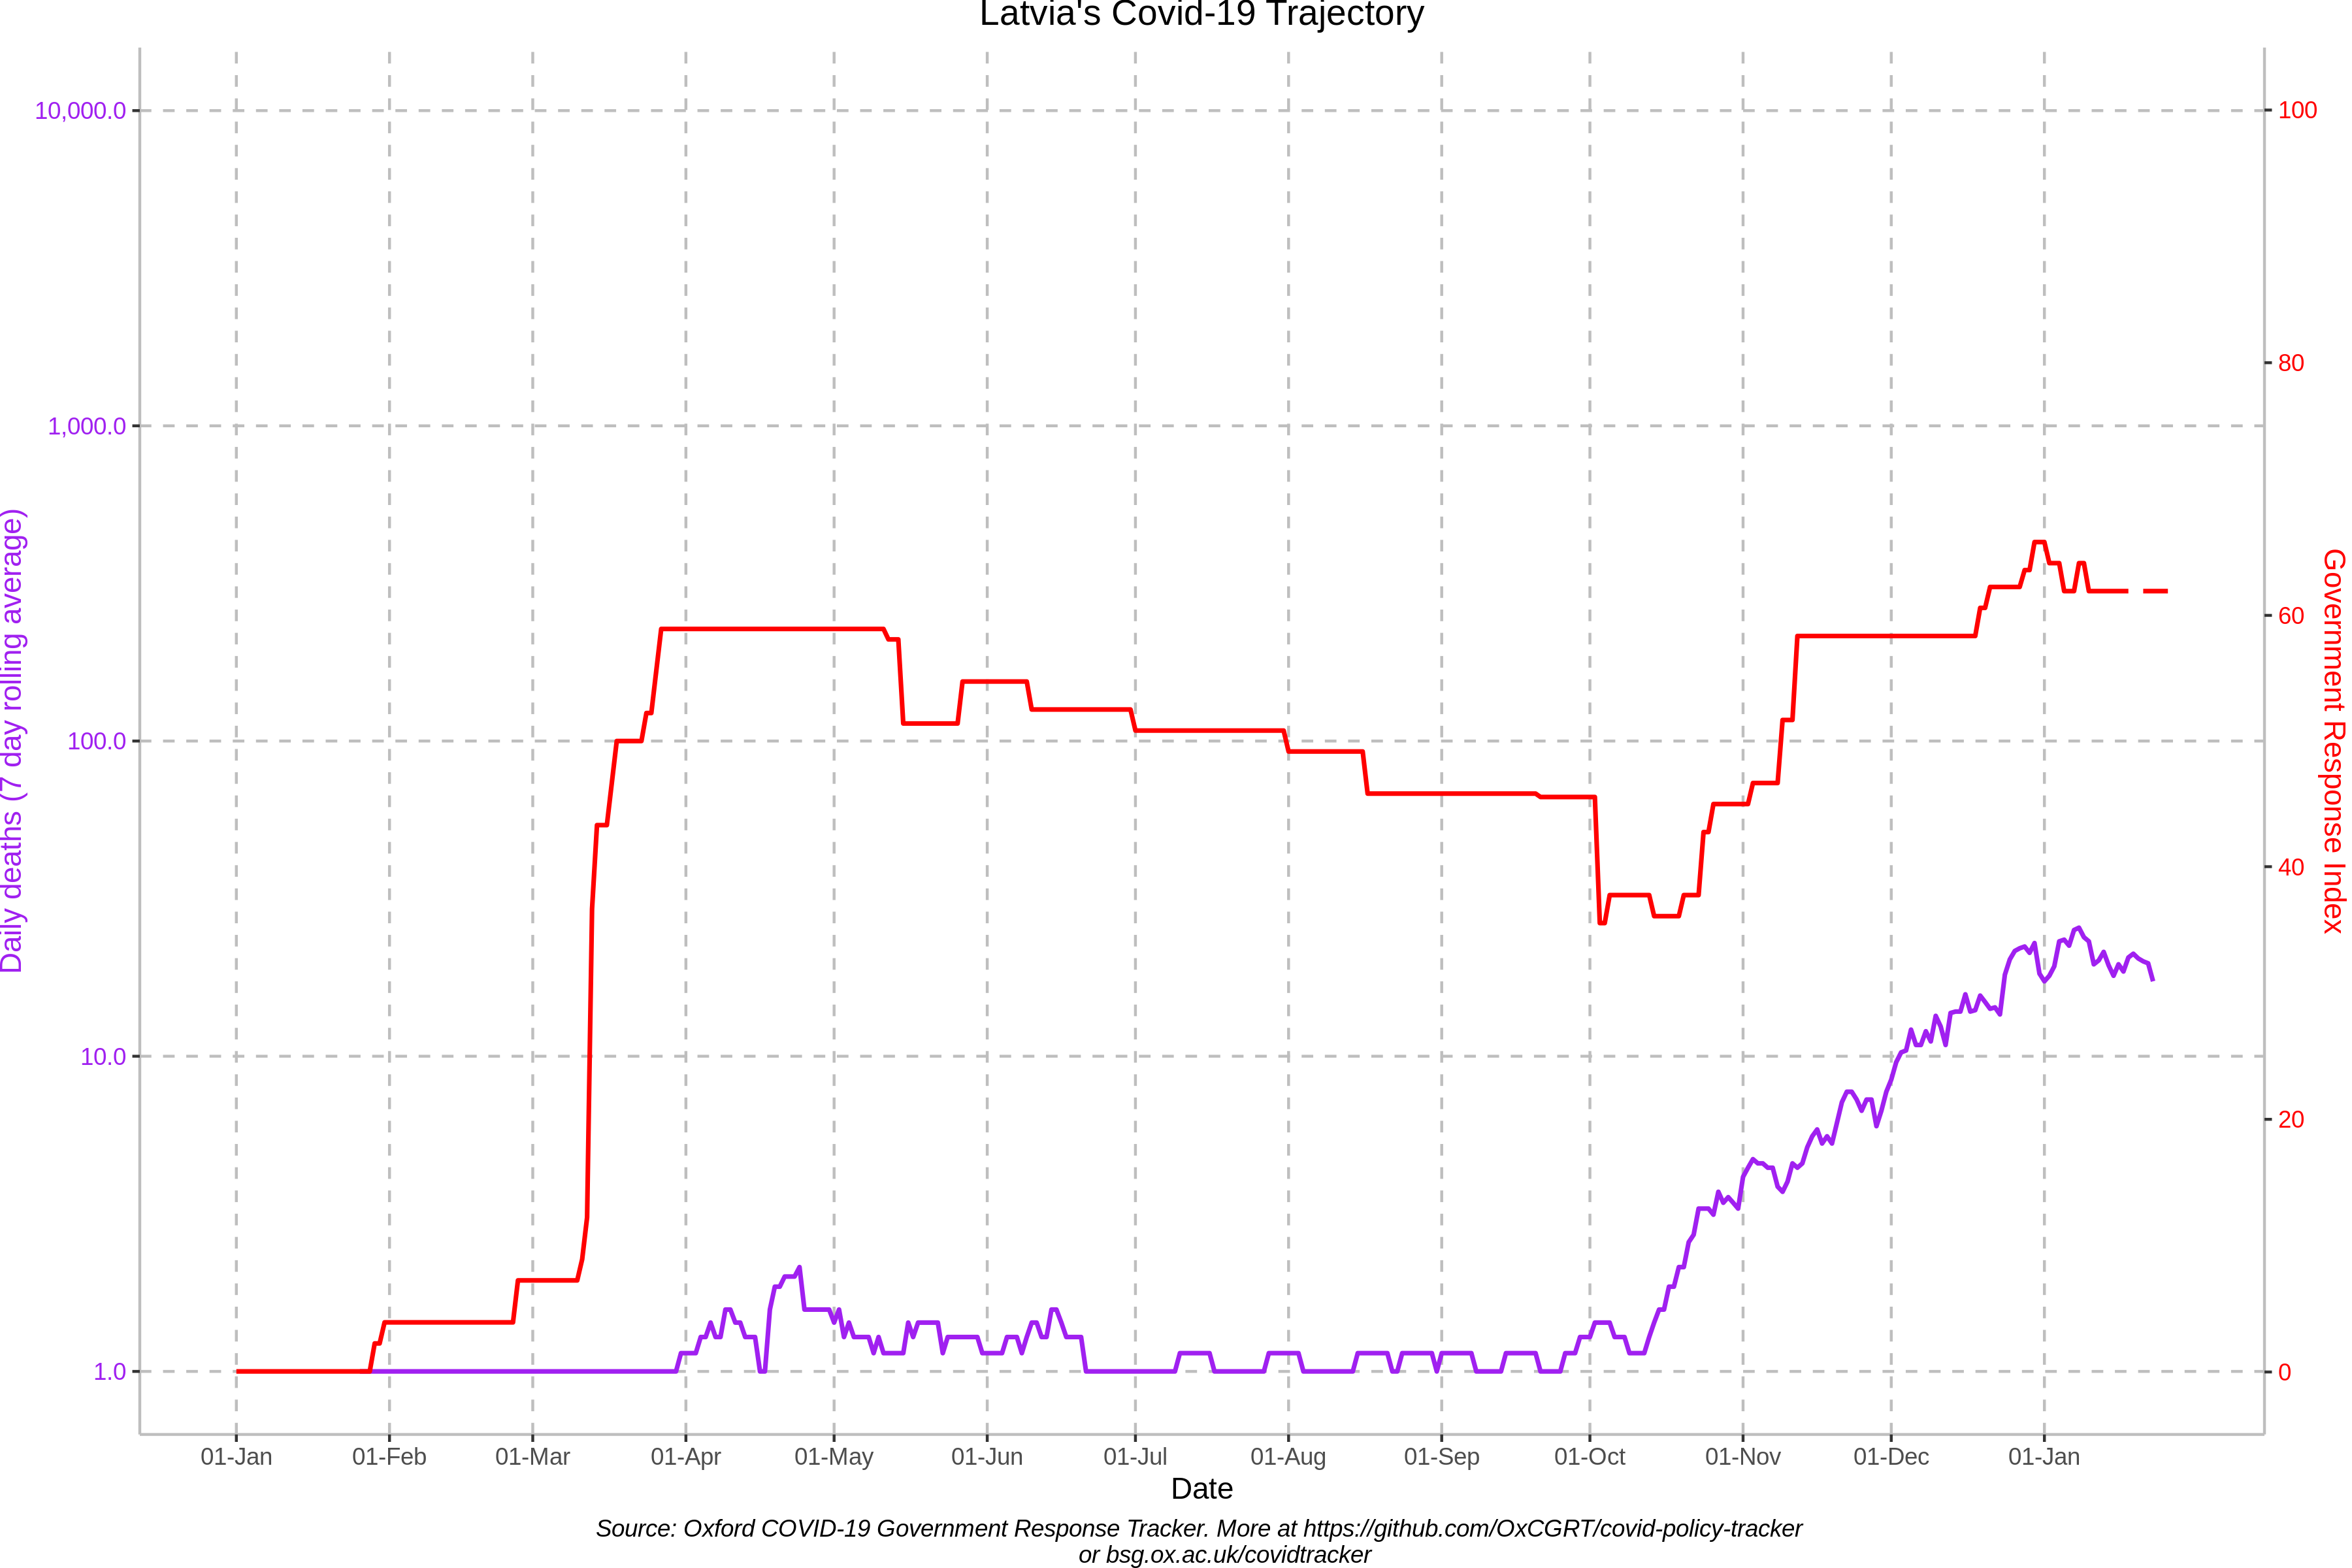 Latvia's Covid-19 Trajectory
10,000.0
1,000.0
100.0
10.0
1.0
Daily deaths (7 day rolling average)
100
80
60
40
20
0
Government Response Index
01-Jan 01-Feb 01-Mar 01-Apr 01-May 01-Jun 01-Jul 01-Aug 01-Sep 01-Oct 01-Nov 01-Dec 01-Jan
Date
Source: Oxford COVID-19 Government Response Tracker. More at https://github.com/OxCGRT/covid-policy-tracker
or bsg.ox.ac.uk/covidtracker